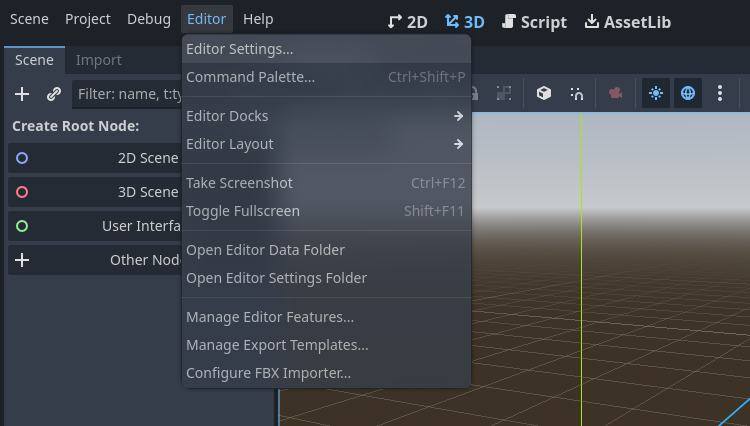 Scene Project Debug Editor Help 2D 3D Script AssetLib
Scene Import
Filter: name, t:ty
Create Root Node:
2D Scene
3D Scene
User Interfa
Other Nod
Editor Settings...
Command Palette... Ctrl+Shift+P
Editor Docks
Editor Layout
Take Screenshot Ctrl+F12
Toggle Fullscreen Shift+F11
Open Editor Data Folder
Open Editor Settings Folder
Manage Editor Features...
Manage Export Templates...
Configure FBX Importer...